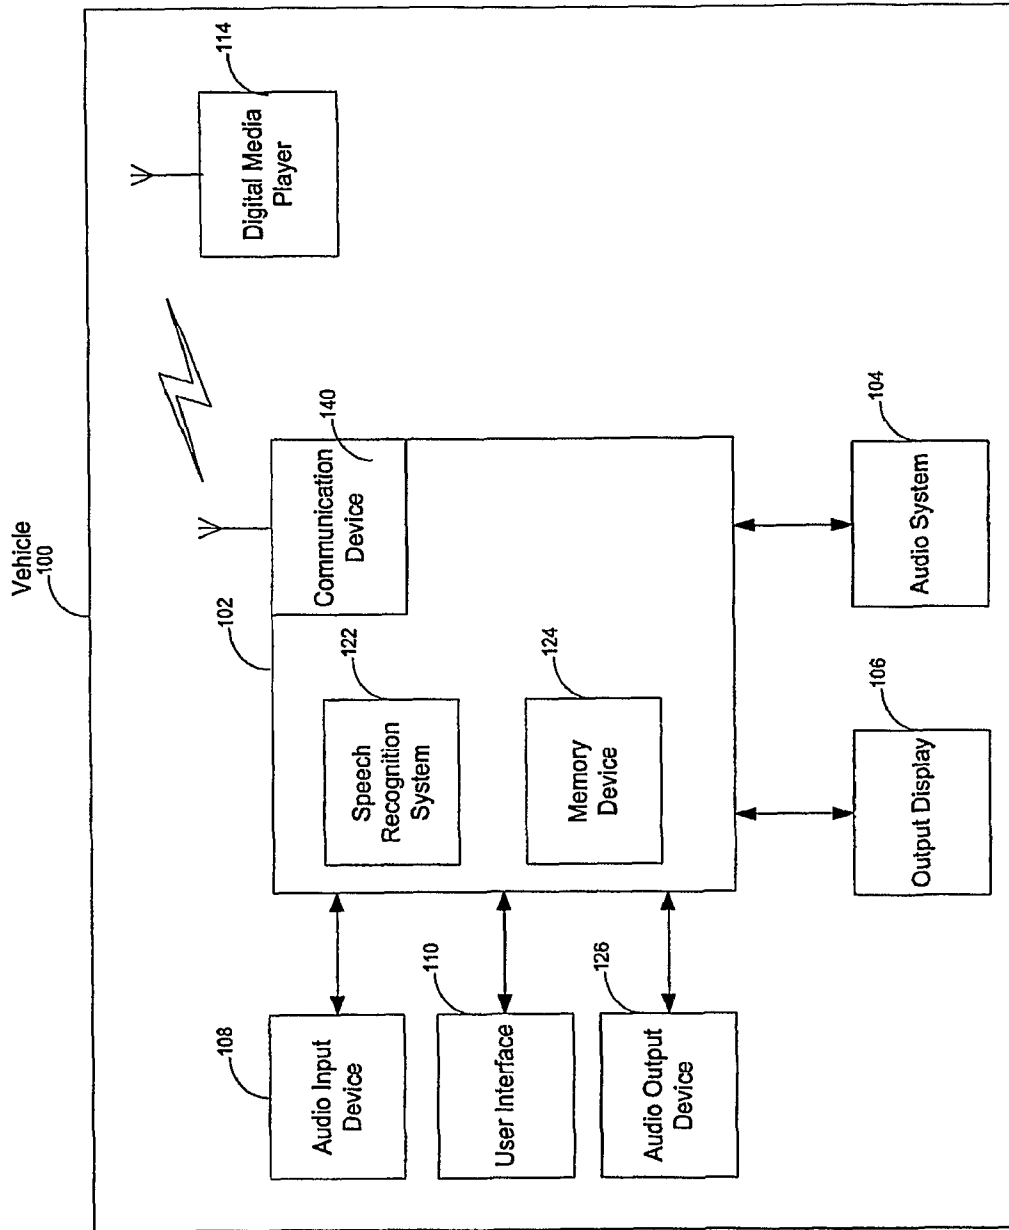 Vehicle
100
114
Digital Media
Player
102
140
Communication
Device
122
Speech
Recognition
System
124
Memory
Device
104
Audio System
106
Output Display
108
Audio Input
Device
110
User Interface
126
Audio Output
Device